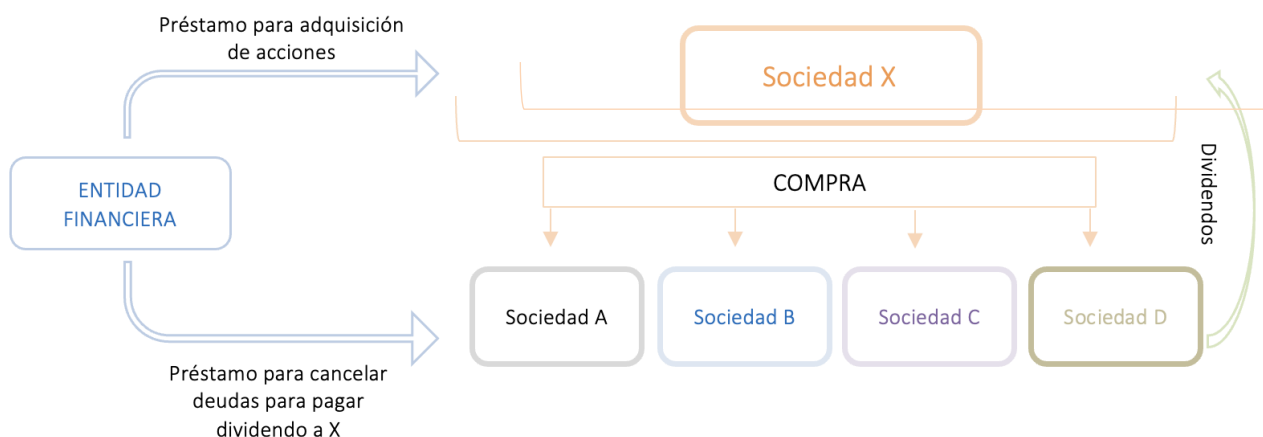 Préstamo para adquisición
de acciones
Sociedad X
ENTIDAD
FINANCIERA
COMPRA
Dividendos
Sociedad A
Sociedad B
Sociedad C
Sociedad D
Préstamo para cancelar
deudas para pagar
dividendo a X